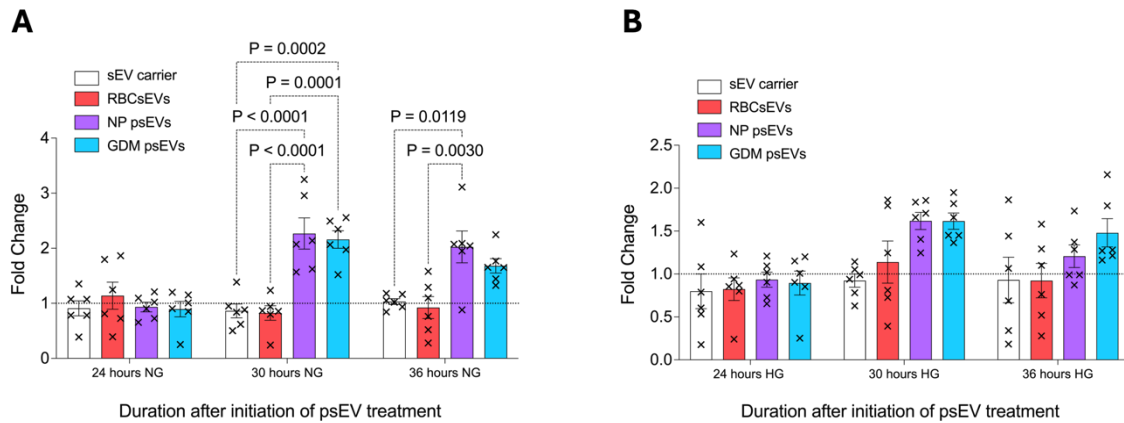 A
P = 0.0002
sEV carrier
RBCsEVs
NP psEVs
GDM psEVs
P = 0.0001
P < 0.0001
P = 0.0119
P < 0.0001
P = 0.0030
4
3
2
1
0
Fold Change
24 hours NG
30 hours NG
36 hours NG
Duration after initiation of psEV treatment
B
sEV carrier
RBCsEVs
NP psEVs
GDM psEVs
2.5
2.0
1.5
1.0
0.5
0.0
Fold Change
24 hours HG
30 hours HG
36 hours HG
Duration after initiation of psEV treatment